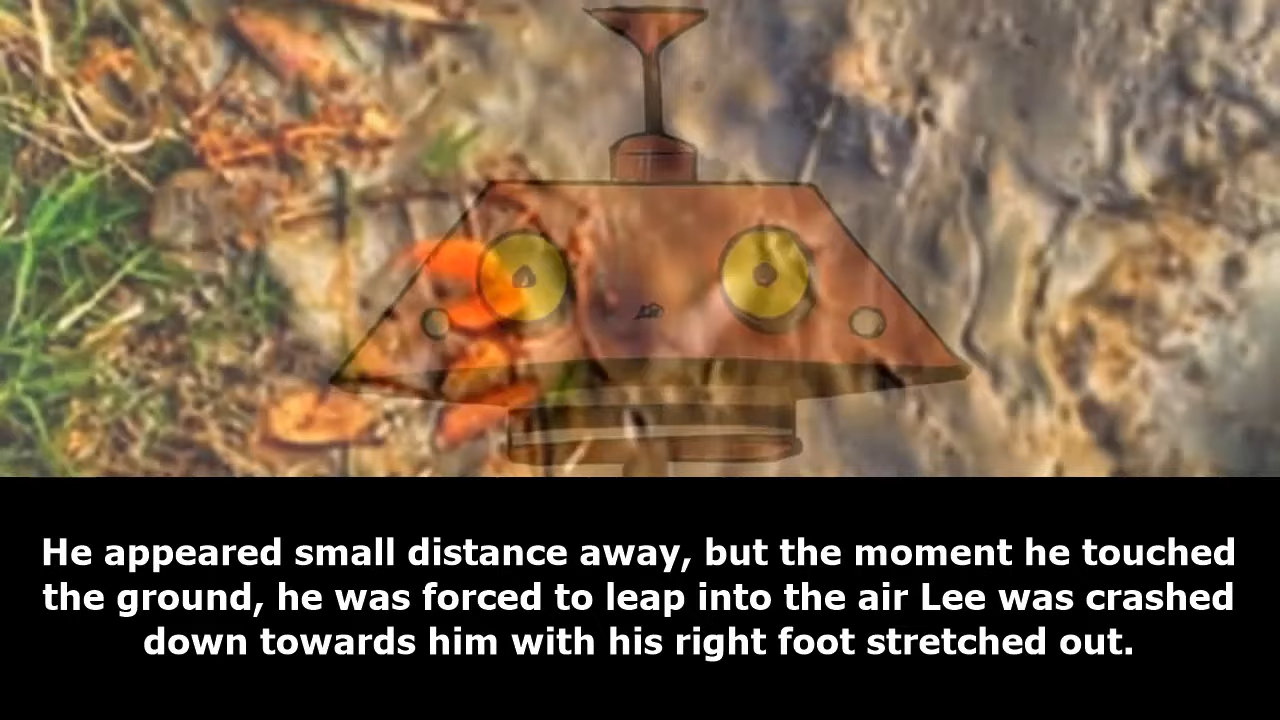 He appeared small distance away, but the moment he touched
the ground, he was forced to leap into the air Lee was crashed
down towards him with his right foot stretched out.